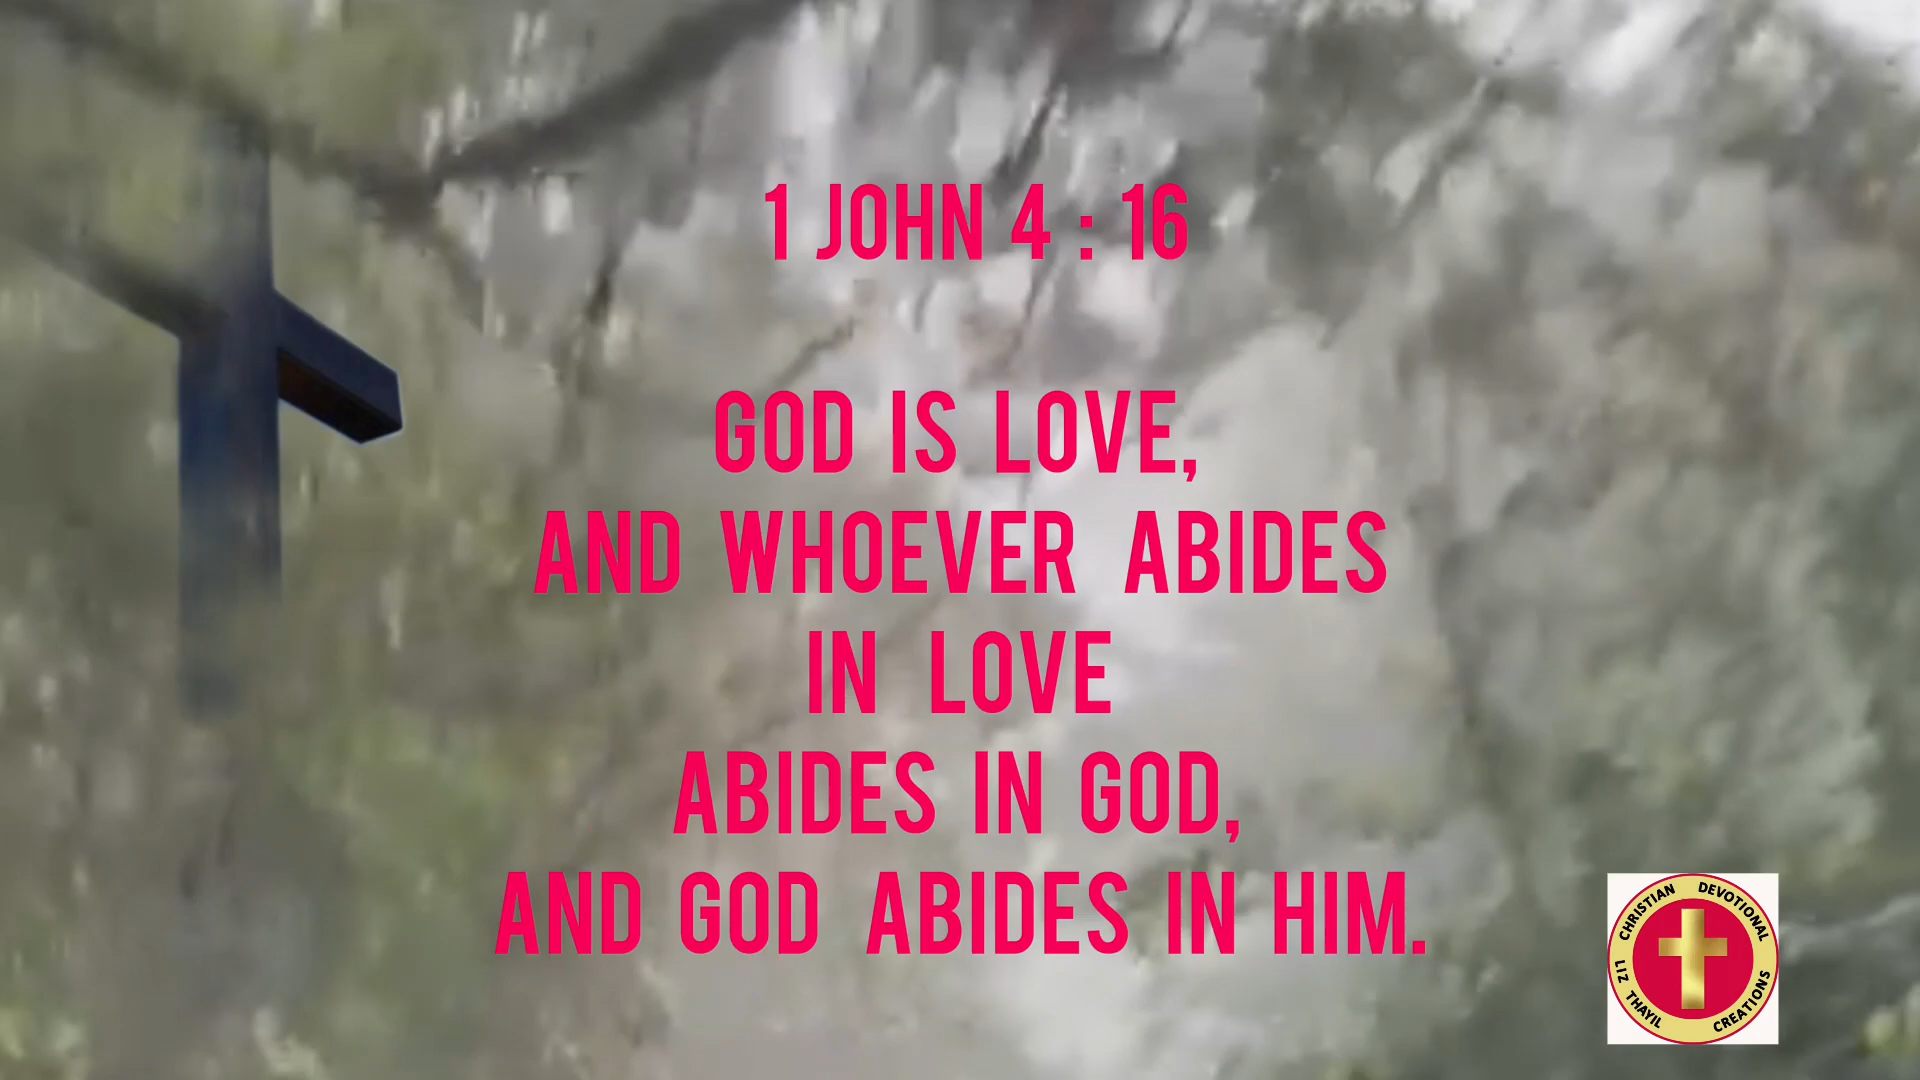 1 JOHN 4 : 16
GOD IS LOVE,
AND WHOEVER ABIDES
IN LOVE
ABIDES IN GOD,
AND GOD ABIDES IN HIM.
CHRISTIAN DEVOTIONAL
LIZ THAYIL CREATIONS